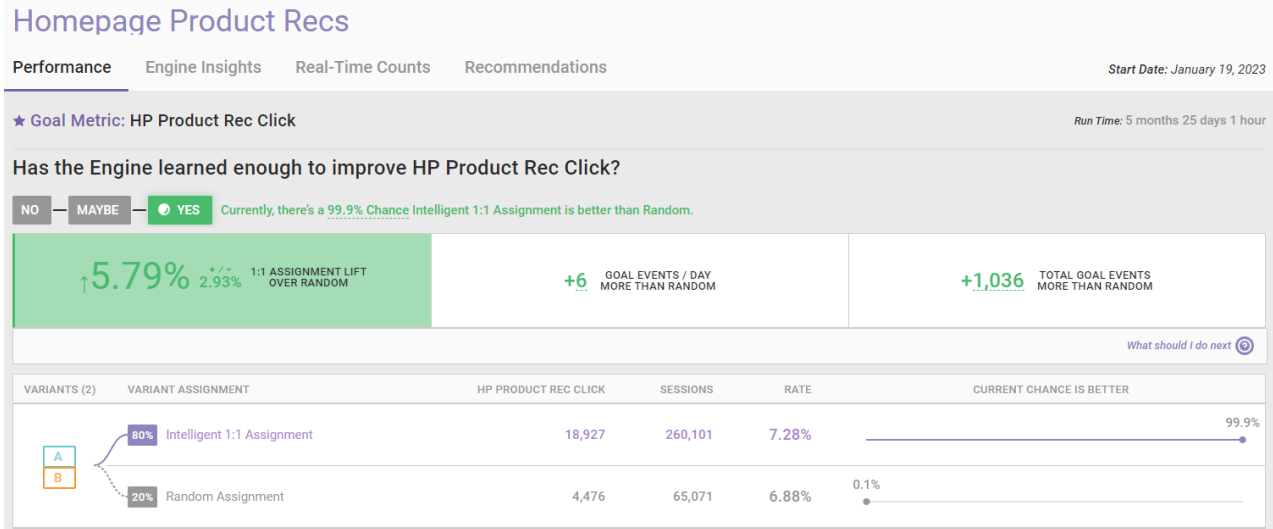 Homepage Product Recs
Performance Engine Insights Real-Time Counts Recommendations Start Date: January 19, 2023
★ Goal Metric: HP Product Rec Click Run Time: 5 months 25 days 1 hour
Has the Engine learned enough to improve HP Product Rec Click?
NO MAYBE YES Currently, there's a 99.9% Chance Intelligent 1:1 Assignment is better than Random.
↑5.79% +/- 2.93% 1:1 ASSIGNMENT LIFT OVER RANDOM
+6 GOAL EVENTS / DAY MORE THAN RANDOM
+1,036 TOTAL GOAL EVENTS MORE THAN RANDOM
What should I do next
VARIANTS (2) VARIANT ASSIGNMENT HP PRODUCT REC CLICK SESSIONS RATE CURRENT CHANCE IS BETTER
A
B
80% Intelligent 1:1 Assignment 18,927 260,101 7.28% 99.9%
20% Random Assignment 4,476 65,071 6.88% 0.1%